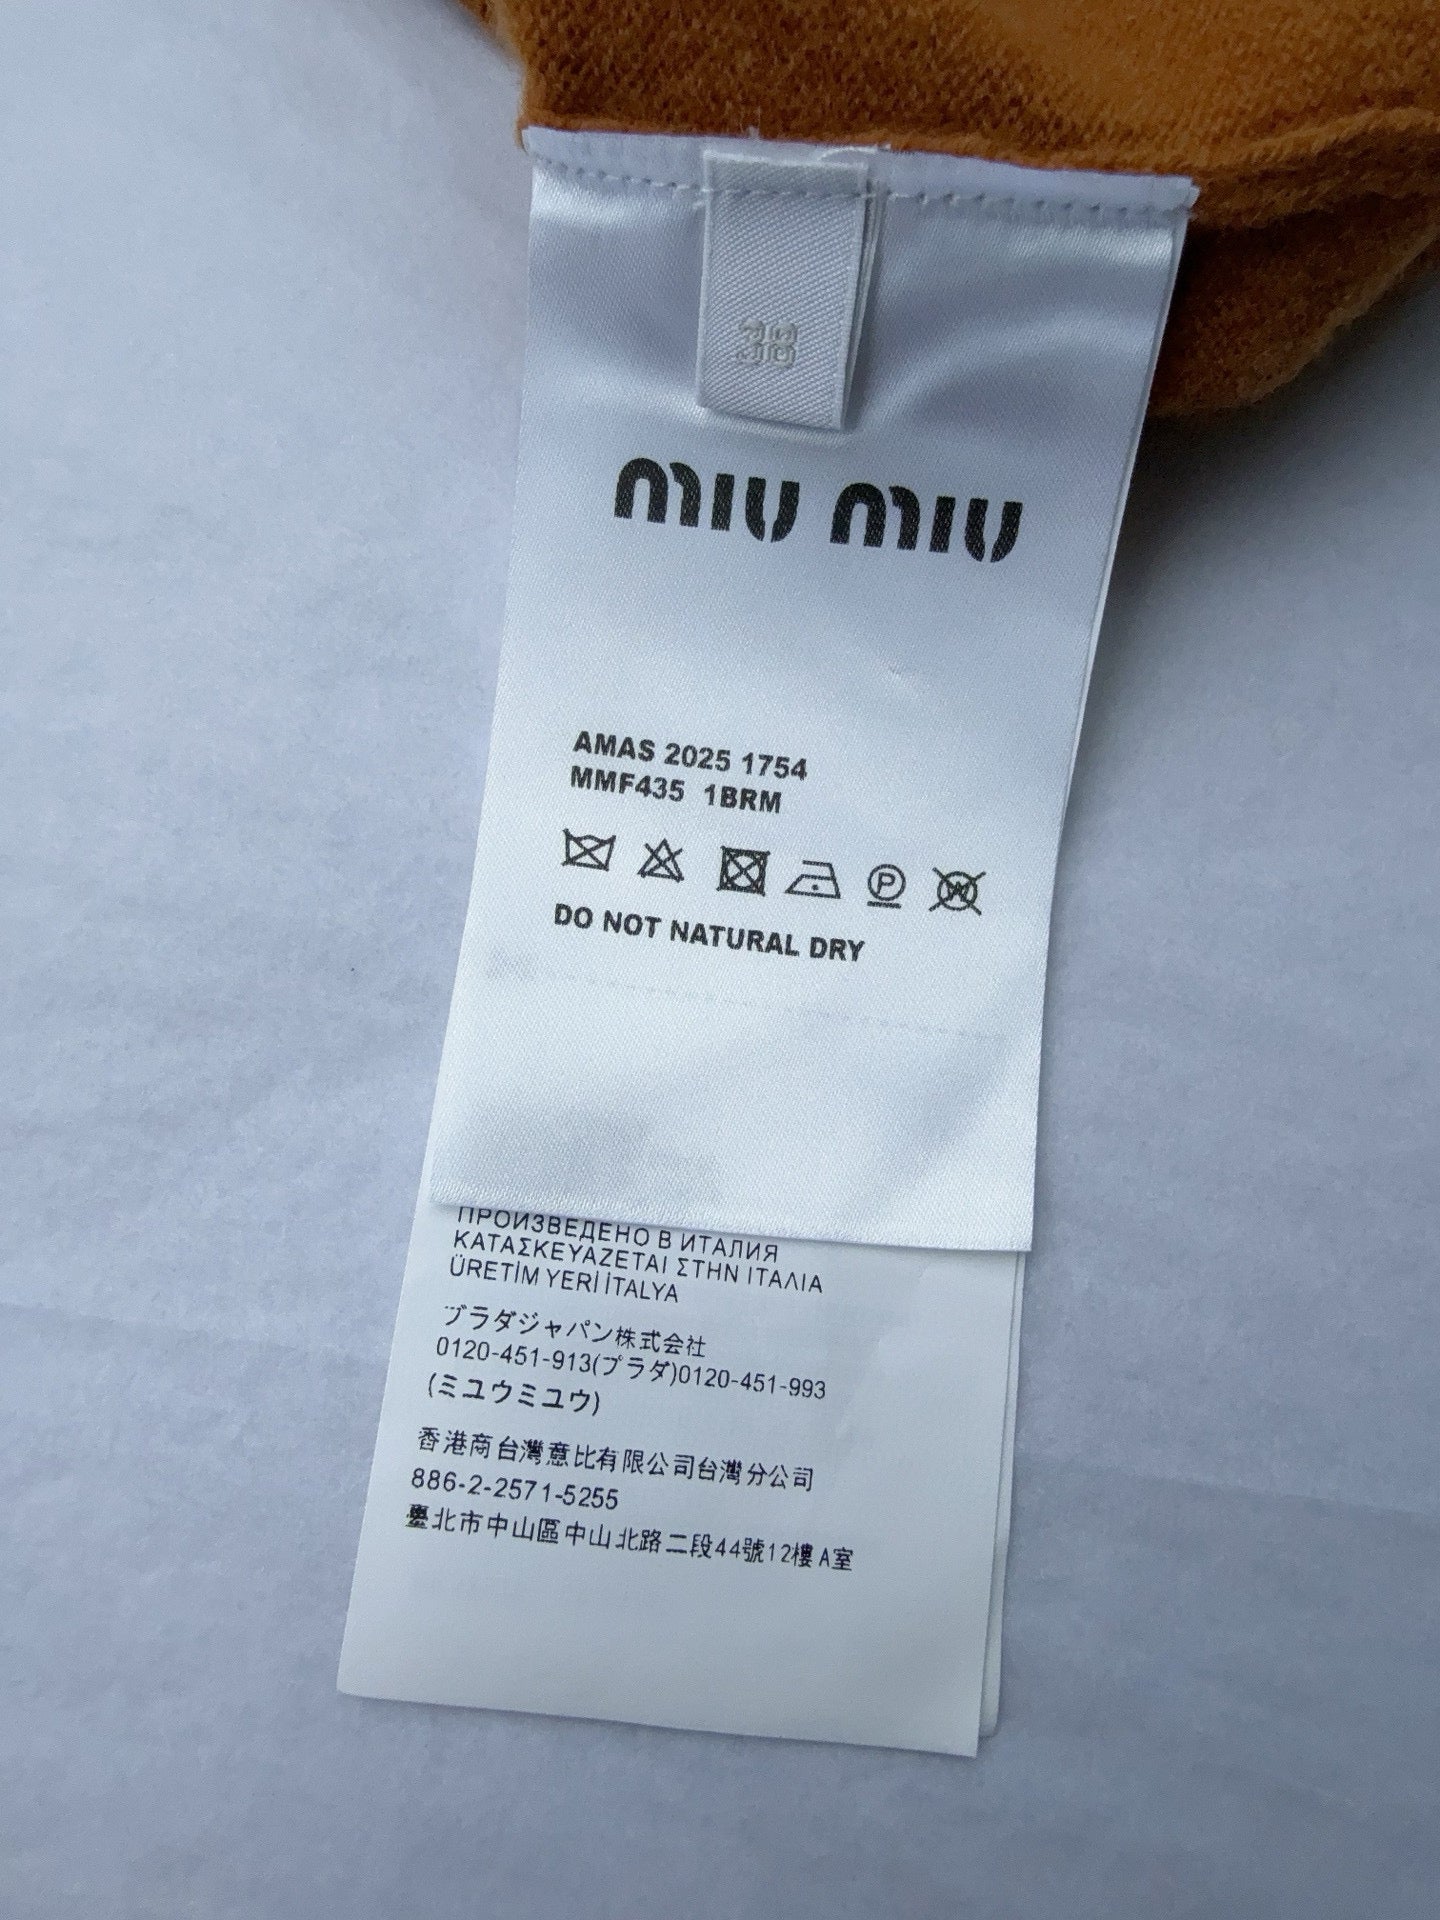 38
MIU MIU
AMAS 2025 1754
MMF435 1BRM
P W
DO NOT NATURAL DRY
ПРОИЗВЕДЕНО В ИТАЛИЯ
ΚΑΤΑΣΚΕΥΑΖΕΤΑΙ ΣΤΗΝ ΙΤΑΛΙΑ
ÜRETİM YERİ İTALYA
プラダジャパン株式会社
0120-451-913(プラダ)0120-451-993
(ミユウミユウ)
香港商台灣意比有限公司台灣分公司
886-2-2571-5255
臺北市中山區中山北路二段44號12樓A室